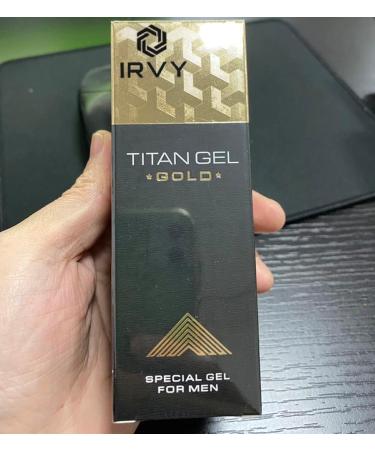 IRVY
TITAN GEL
GOLD
SPECIAL GEL
FOR MEN